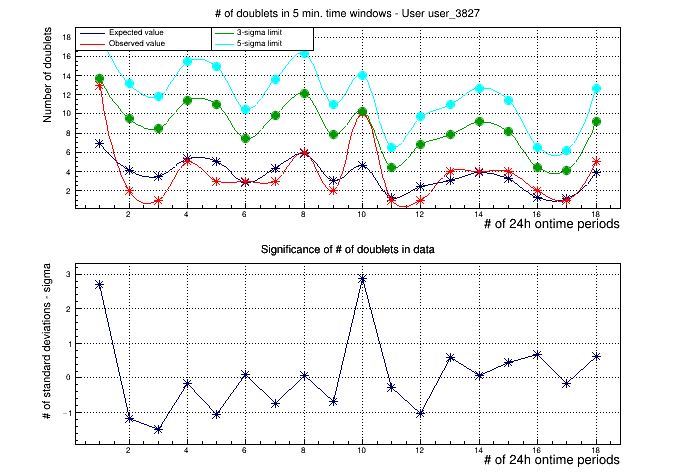 # of doublets in 5 min. time windows - User user_3827
Number of doublets
Expected value
Observed value
3-sigma limit
5-sigma limit
18
16
14
12
10
8
6
4
2
2 4 6 8 10 12 14 16 18
# of 24h ontime periods
Significance of # of doublets in data
# of standard deviations - sigma
3
2
1
0
−1
2 4 6 8 10 12 14 16 18
# of 24h ontime periods